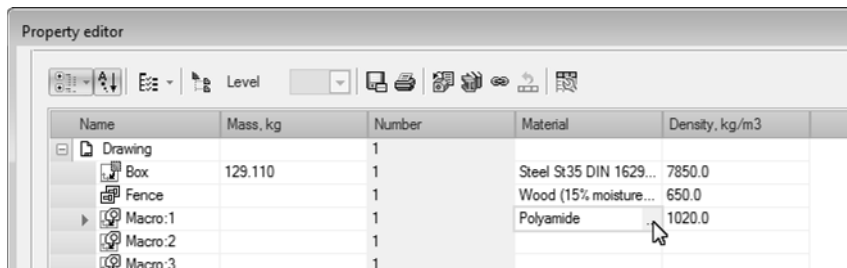 Property editor
Level
Name Mass, kg Number Material Density, kg/m3
Drawing 1
Box 129.110 1 Steel St35 DIN 1629... 7850.0
Fence 1 Wood (15% moisture... 650.0
Macro:1 1 Polyamide ... 1020.0
Macro:2 1
Macro:3 1